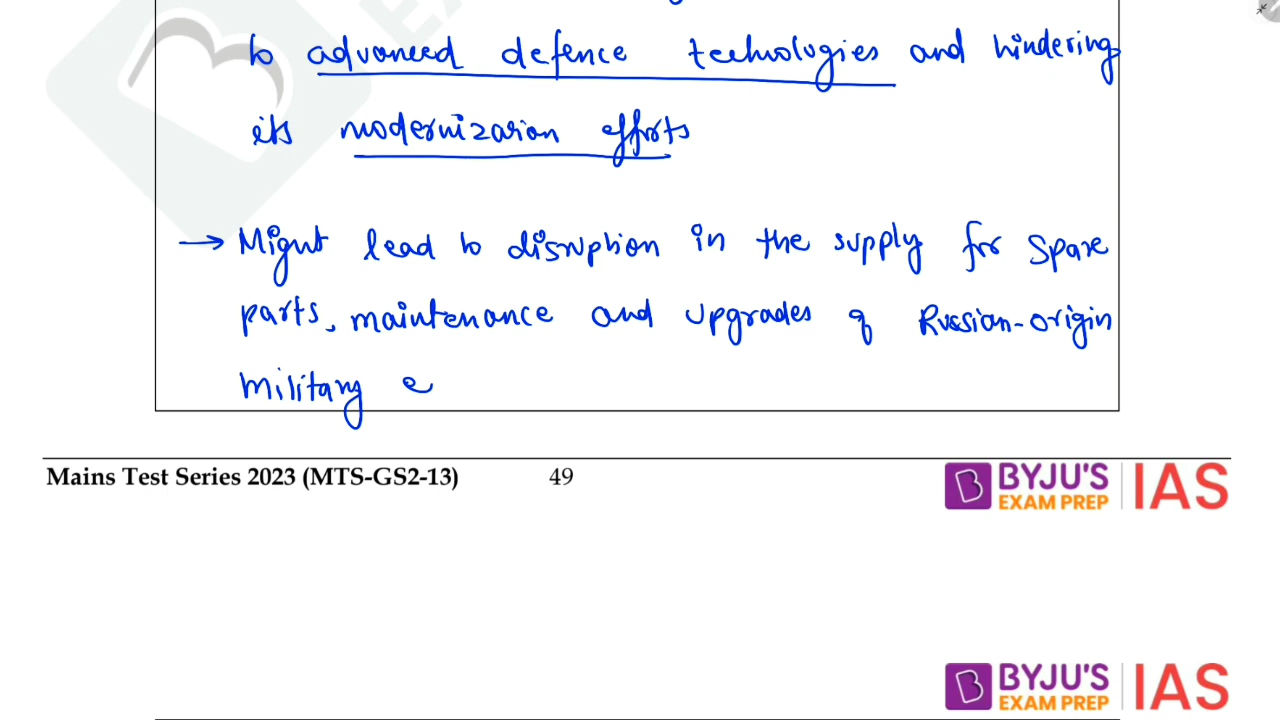 to advanced defence technologies and hindering
its modernization efforts
→ Might lead to disruption in the supply for spare
parts, maintenance and upgrades of Russian-origin
military e
Mains Test Series 2023 (MTS-GS2-13) 49
BYJU'S EXAM PREP IAS
BYJU'S EXAM PREP IAS